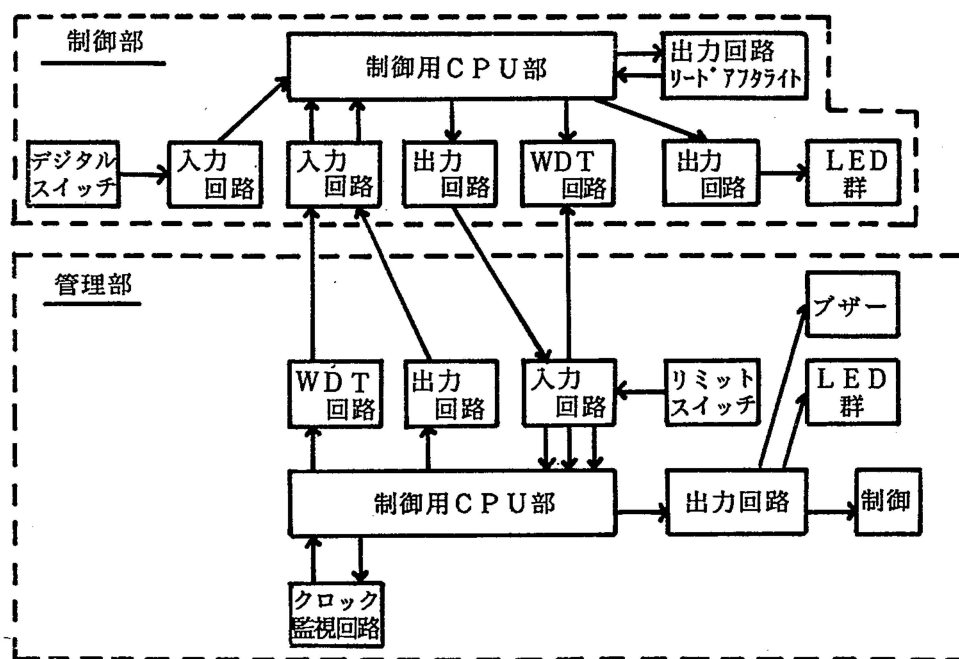 制御部
制御用CPU部
出力回路
リードアフタライト
デジタル
スイッチ
入力
回路
入力
回路
出力
回路
WDT
回路
出力
回路
LED
群
管理部
ブザー
WDT
回路
出力
回路
入力
回路
リミット
スイッチ
LED
群
制御用CPU部
出力回路
制御
クロック
監視回路